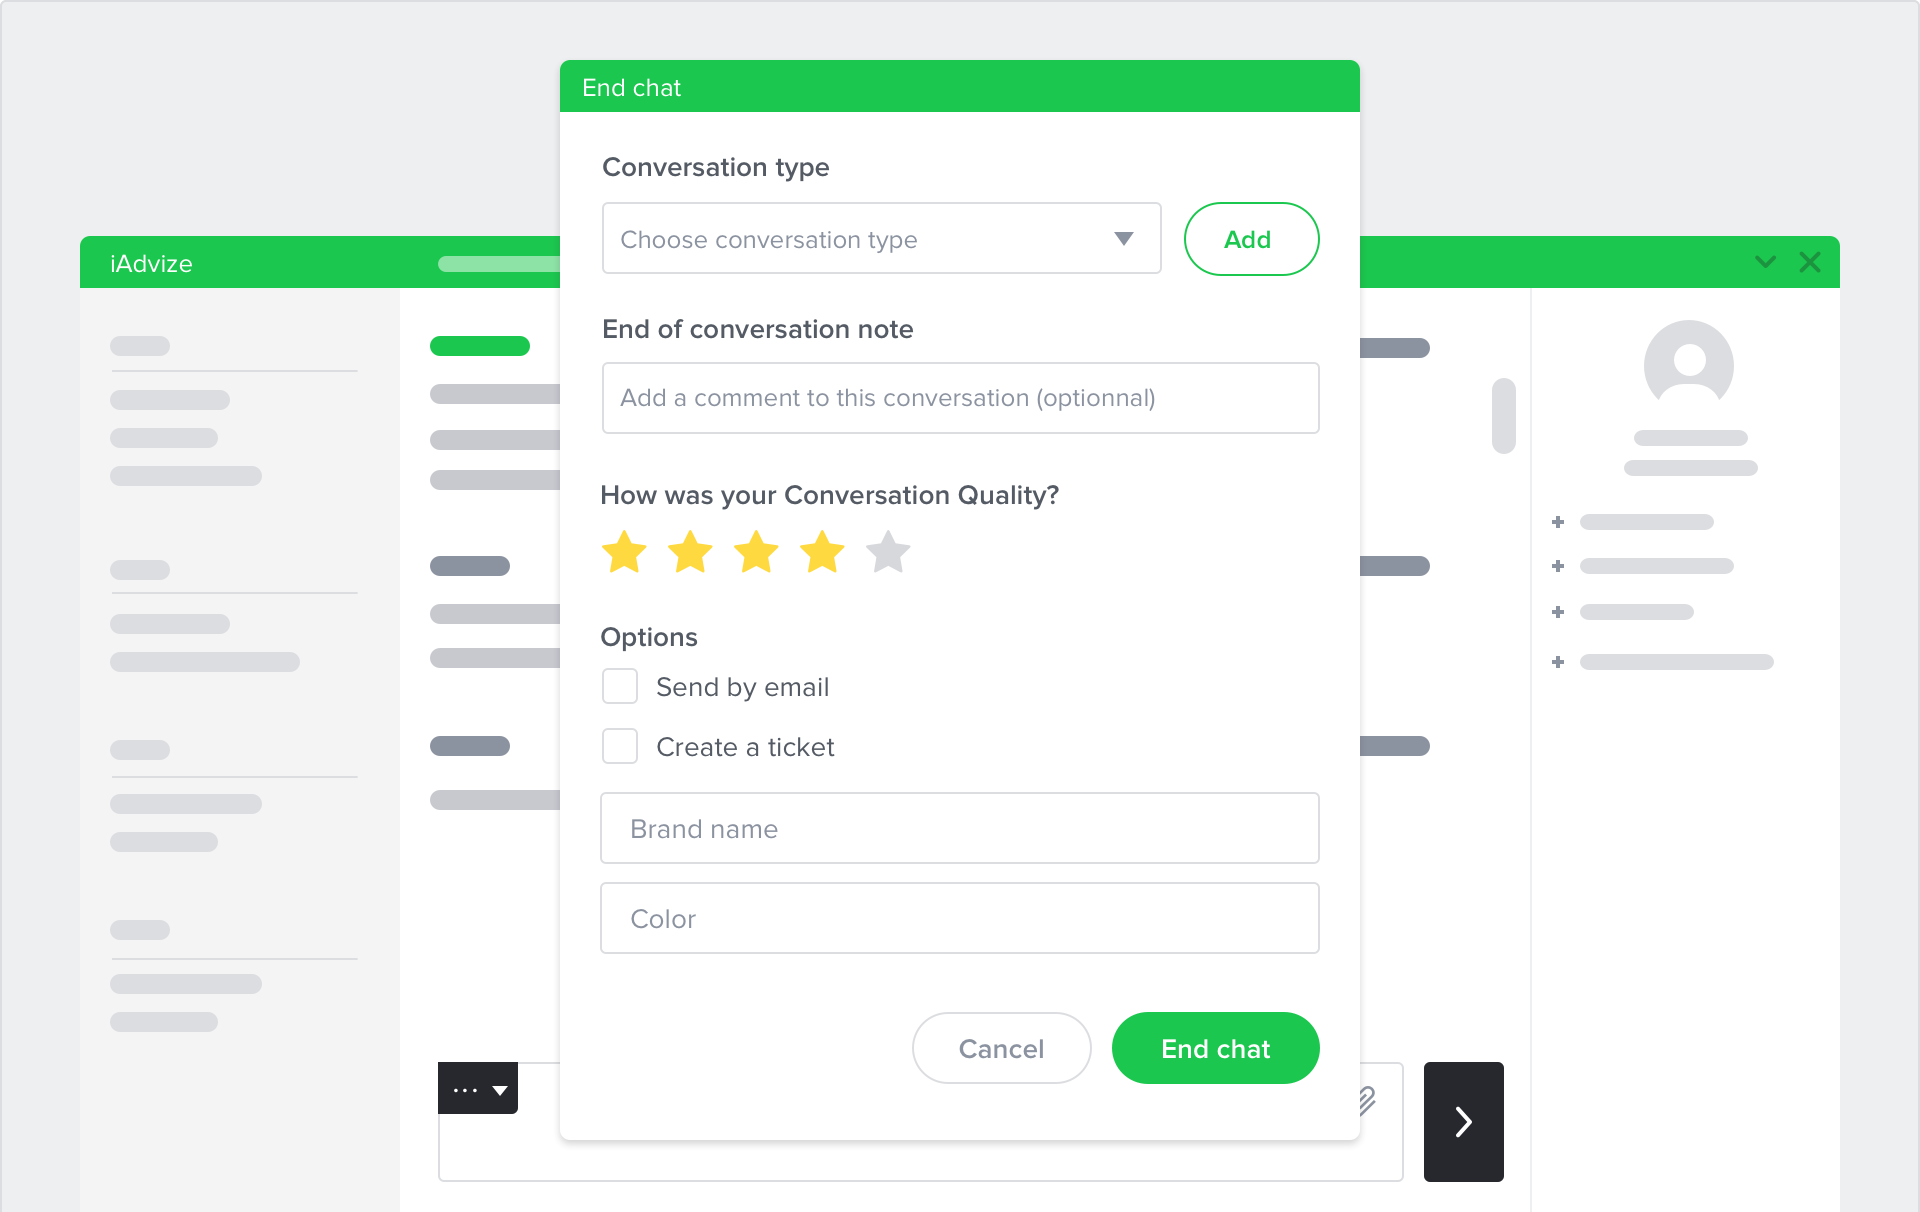 End chat
Conversation type
Choose conversation type
Add
iAdvize
End of conversation note
Add a comment to this conversation (optionnal)
How was your Conversation Quality?
Options
Send by email
Create a ticket
Brand name
Color
Cancel
End chat
...